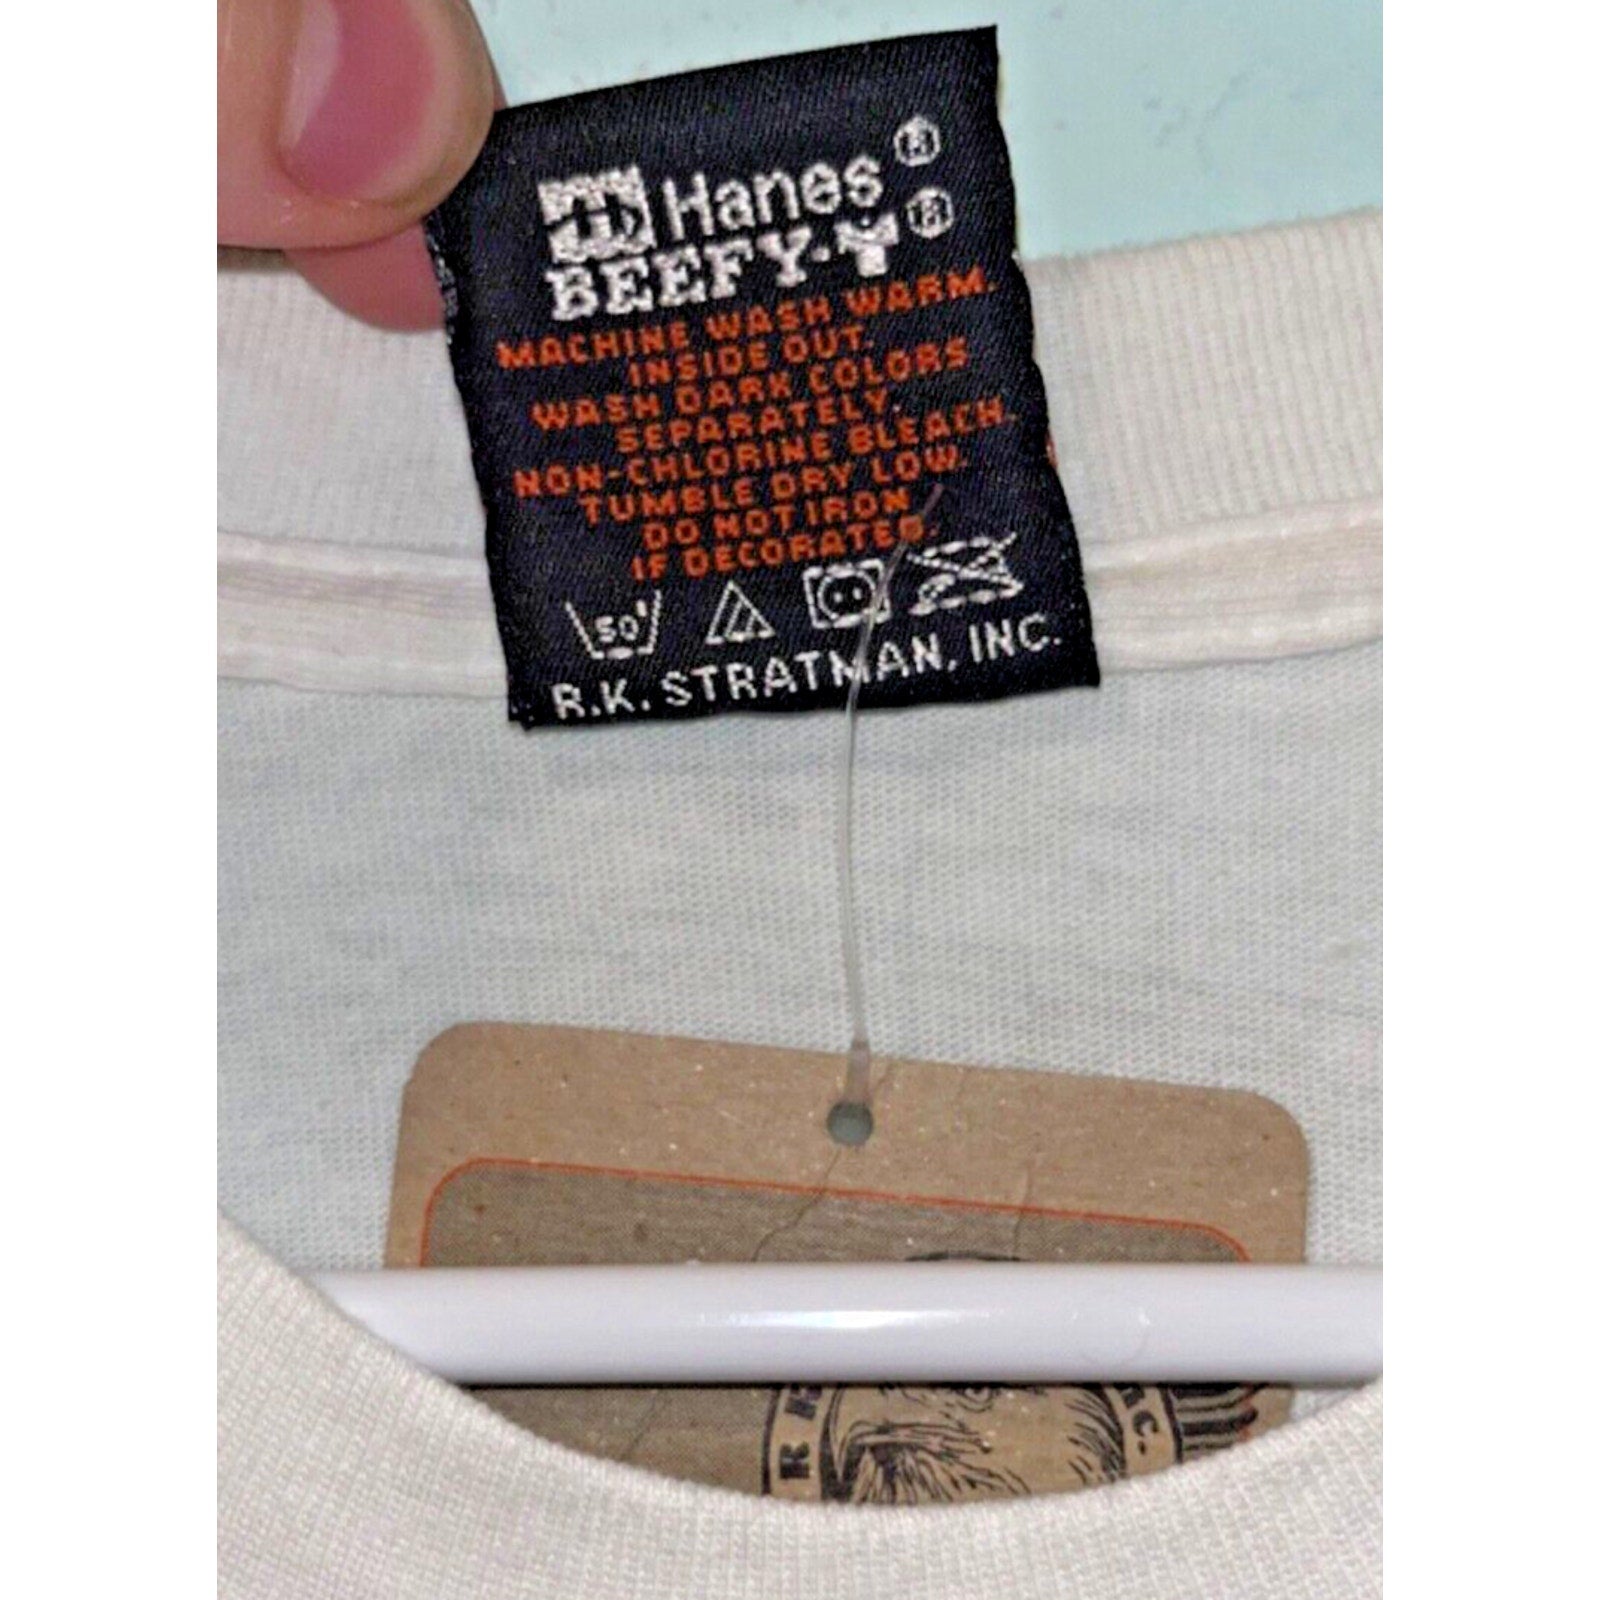 Hanes®
BEEFY-T®
MACHINE WASH WARM.
INSIDE OUT.
WASH DARK COLORS
SEPARATELY.
NON-CHLORINE BLEACH.
TUMBLE DRY LOW.
DO NOT IRON
IF DECORATED
50°
R.K. STRATMAN, INC.
R
NC.